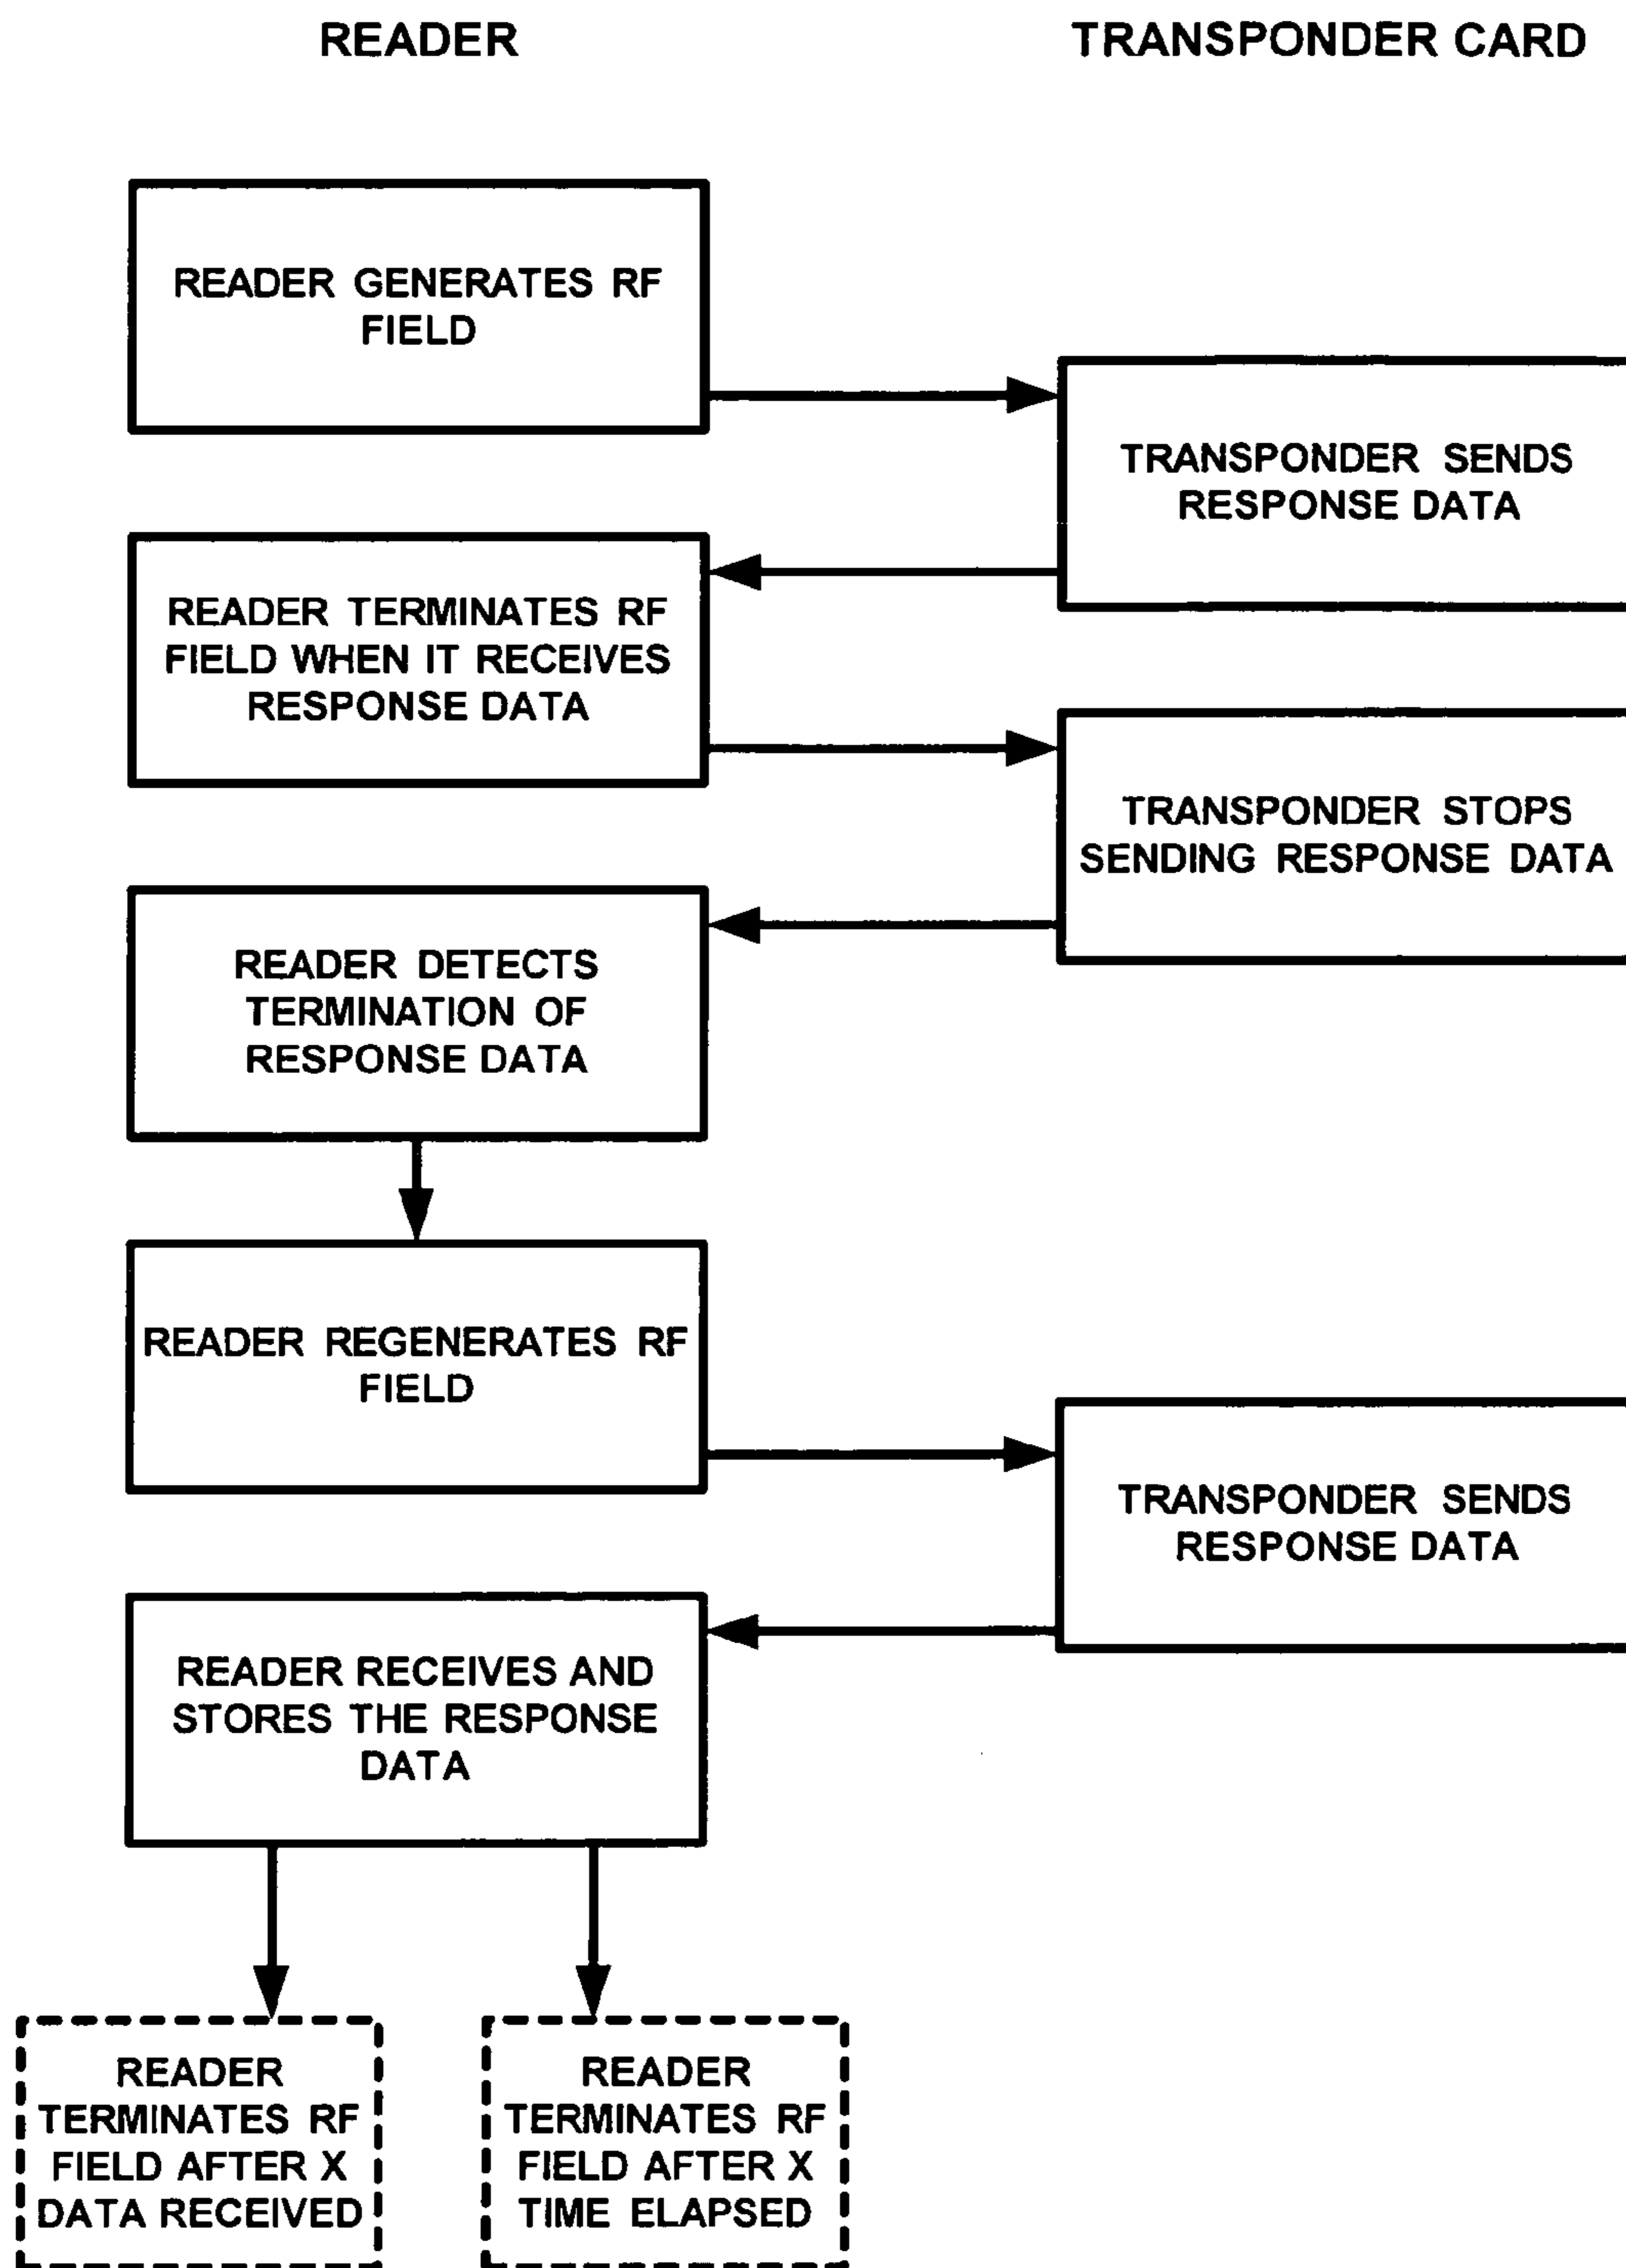 READER
TRANSPONDER CARD
READER GENERATES RF
FIELD
TRANSPONDER SENDS
RESPONSE DATA
READER TERMINATES RF
FIELD WHEN IT RECEIVES
RESPONSE DATA
TRANSPONDER STOPS
SENDING RESPONSE DATA
READER DETECTS
TERMINATION OF
RESPONSE DATA
READER REGENERATES RF
FIELD
TRANSPONDER SENDS
RESPONSE DATA
READER RECEIVES AND
STORES THE RESPONSE
DATA
READER
TERMINATES RF
FIELD AFTER X
DATA RECEIVED
READER
TERMINATES RF
FIELD AFTER X
TIME ELAPSED